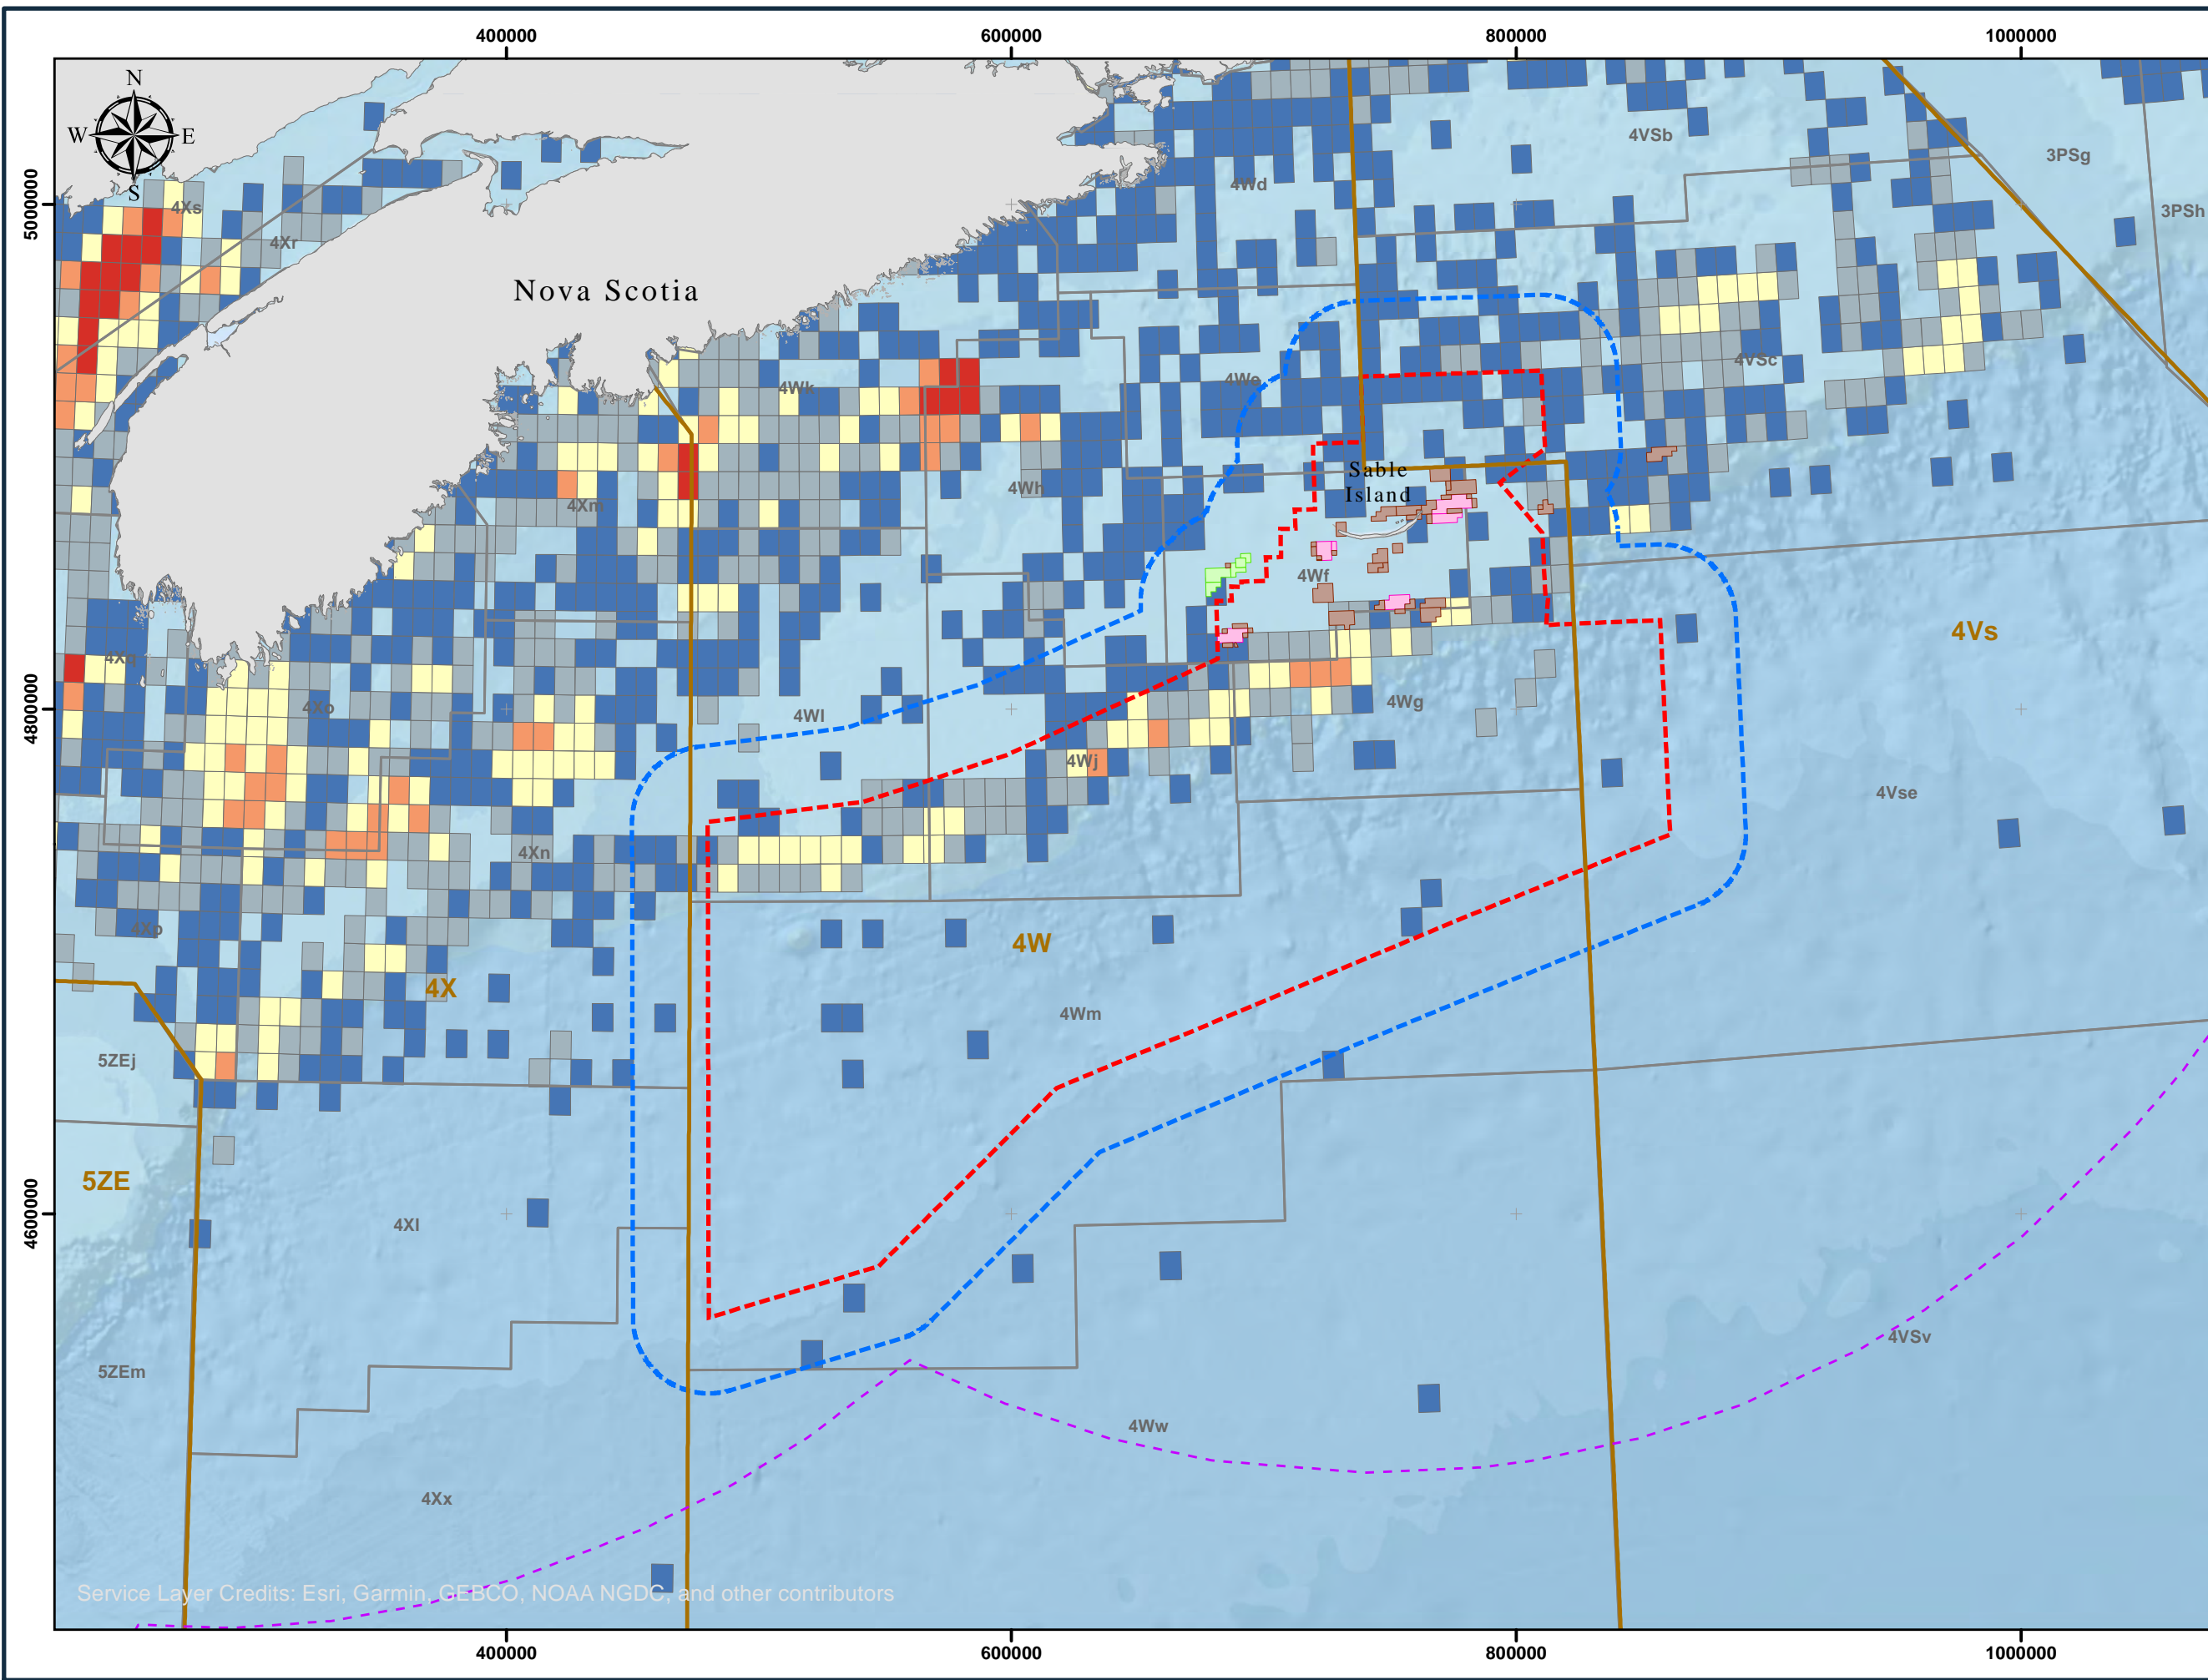 400000 600000 800000 1000000
N
W E
S
5000000
4800000
4600000
4Xs
4Xr
Nova Scotia
4VSb
3PSg
3PSh
4Wd
4Wk
4We
4VSc
4Xm
4Wh
Sable
Island
4Wf
4Xq
4Xo
4Wl
4Wj
4Wg
4Vs
4Vse
4Xn
4Xp
4W
4X
4Wm
5ZEj
5ZE
4Xl
4VSv
5ZEm
4Ww
4Xx
Service Layer Credits: Esri, Garmin, GEBCO, NOAA NGDC, and other contributors
400000 600000 800000 1000000